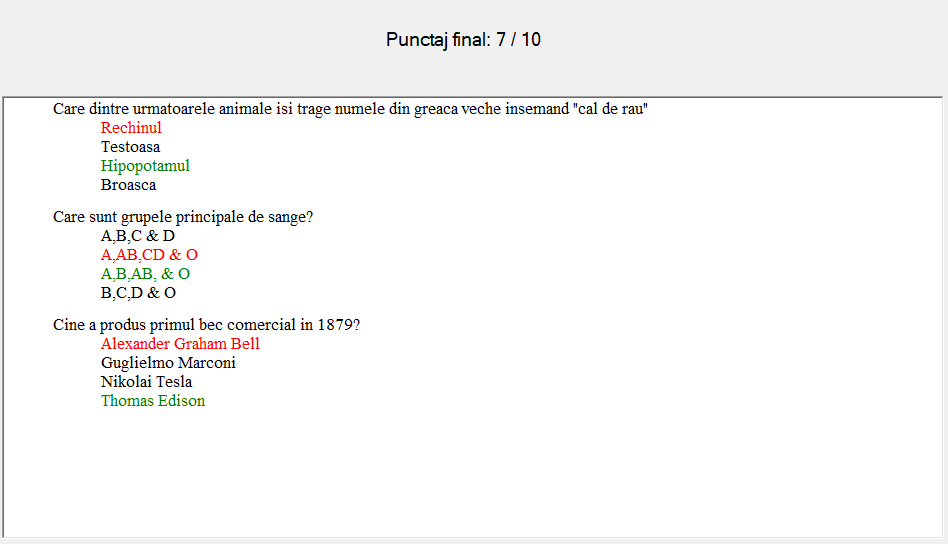 Punctaj final: 7 / 10
Care dintre urmatoarele animale isi trage numele din greaca veche insemand "cal de rau"
Rechinul
Testoasa
Hipopotamul
Broasca
Care sunt grupele principale de sange?
A,B,C & D
A,AB,CD & O
A,B,AB, & O
B,C,D & O
Cine a produs primul bec comercial in 1879?
Alexander Graham Bell
Guglielmo Marconi
Nikolai Tesla
Thomas Edison